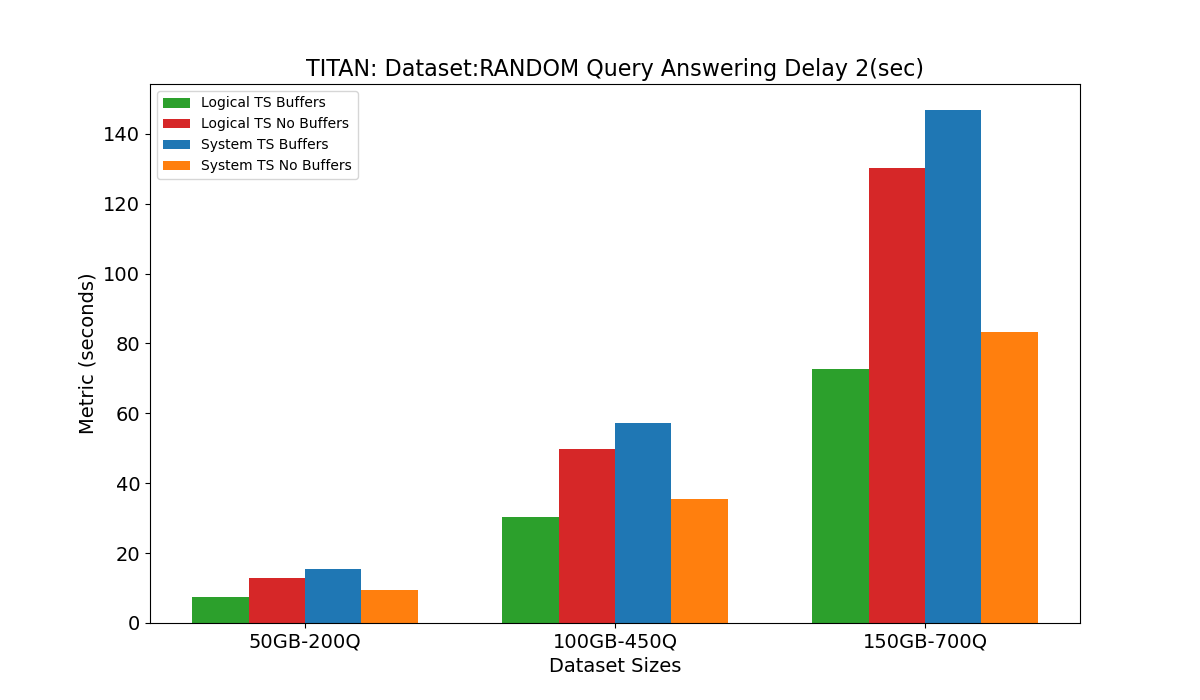 TITAN: Dataset:RANDOM Query Answering Delay 2(sec)
Logical TS Buffers
Logical TS No Buffers
System TS Buffers
System TS No Buffers
Metric (seconds)
140
120
100
80
60
40
20
0
50GB-200Q 100GB-450Q 150GB-700Q
Dataset Sizes